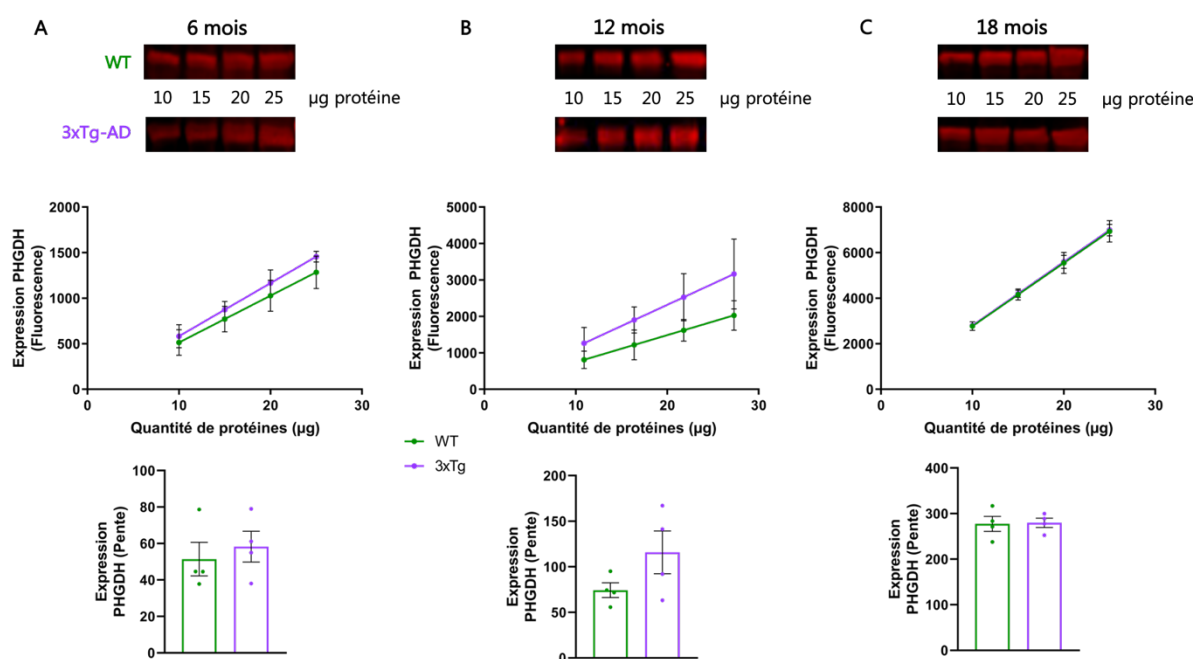 A 6 mois B 12 mois C 18 mois
WT
10 15 20 25 µg protéine 10 15 20 25 µg protéine 10 15 20 25 µg protéine
3xTg-AD
Expression PHGDH
(Fluorescence)
2000
1500
1000
500
0
0 10 20 30
Quantité de protéines (µg)
Expression PHGDH
(Fluorescence)
5000
4000
3000
2000
1000
0
0 10 20 30
Quantité de protéines (µg)
Expression PHGDH
(Fluorescence)
8000
6000
4000
2000
0
0 10 20 30
Quantité de protéines (µg)
WT
3xTg
Expression
PHGDH (Pente)
100
80
60
40
20
0
Expression
PHGDH (Pente)
200
150
100
50
0
Expression
PHGDH (Pente)
400
300
200
100
0